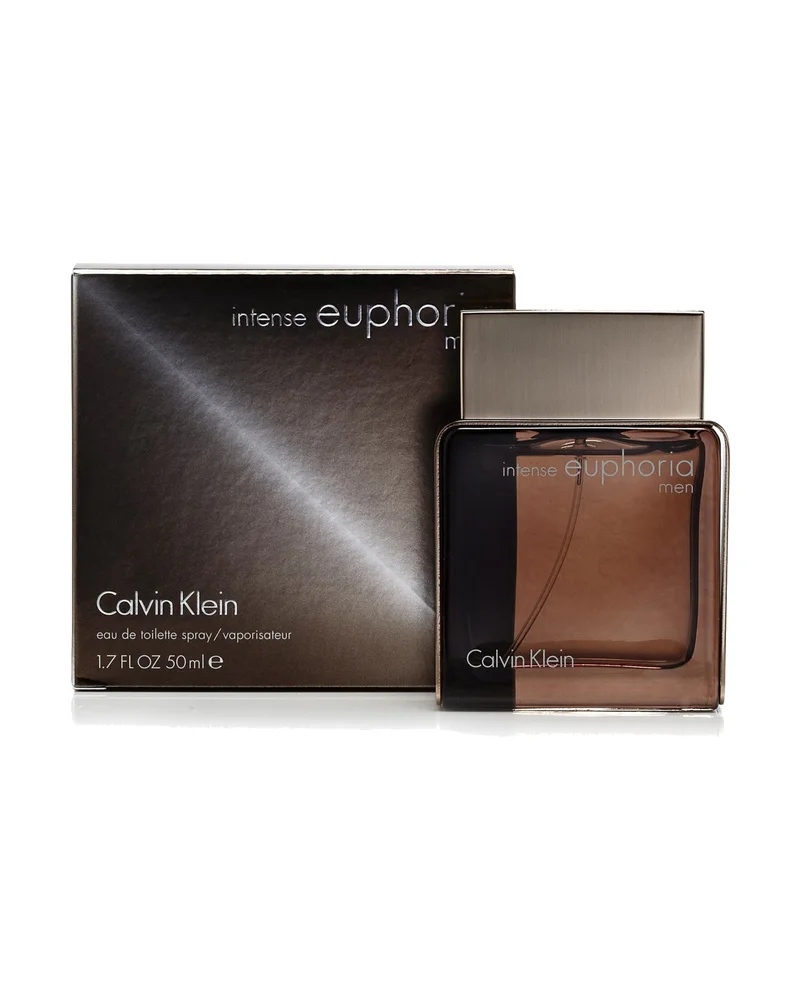 intense euphori
m
Calvin Klein
eau de toilette spray/vaporisateur
1.7 FL OZ 50 ml e
intense euphoria
men
Calvin Klein